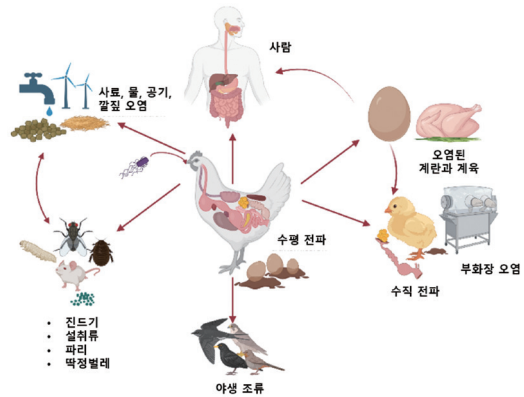 사람
사료, 물, 공기,
깔짚 오염
오염된
계란과 계육
수평 전파
부화장 오염
수직 전파
• 진드기
• 설취류
• 파리
• 딱정벌레
야생 조류